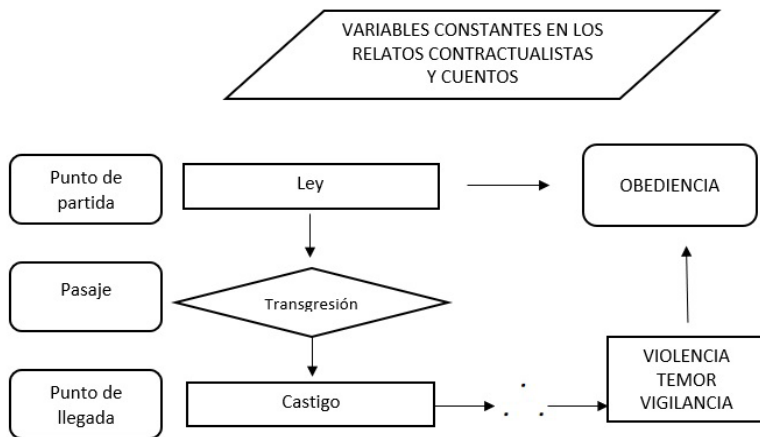 VARIABLES CONSTANTES EN LOS
RELATOS CONTRACTUALISTAS
Y CUENTOS
Punto de
partida
Ley
OBEDIENCIA
Pasaje
Transgresión
Punto de
llegada
Castigo
VIOLENCIA
TEMOR
VIGILANCIA